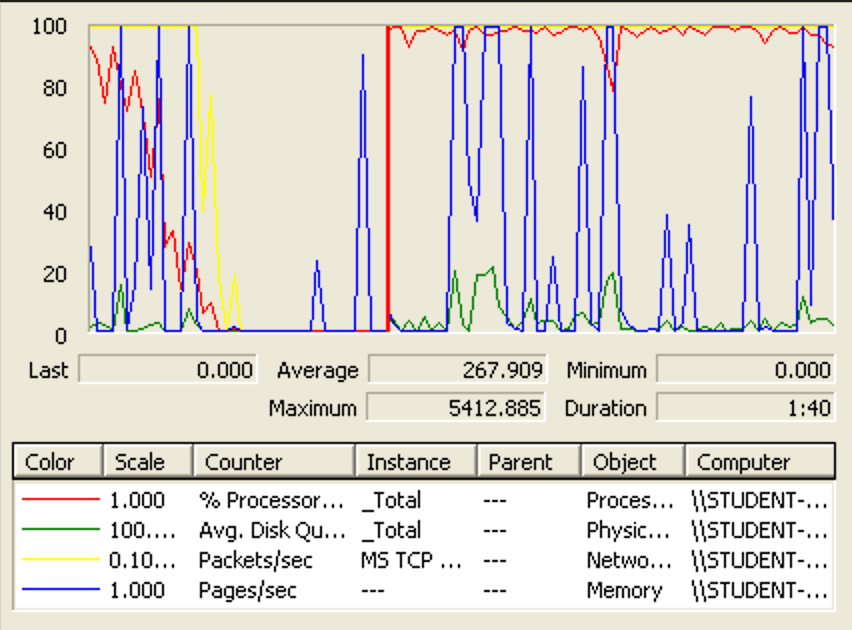 100
80
60
40
20
0
Last 0.000 Average 267.909 Minimum 0.000
Maximum 5412.885 Duration 1:40
Color Scale Counter Instance Parent Object Computer
1.000 % Processor... _Total --- Proces... \\STUDENT-...
100.... Avg. Disk Qu... _Total --- Physic... \\STUDENT-...
0.10... Packets/sec MS TCP ... --- Netwo... \\STUDENT-...
1.000 Pages/sec --- --- Memory \\STUDENT-...